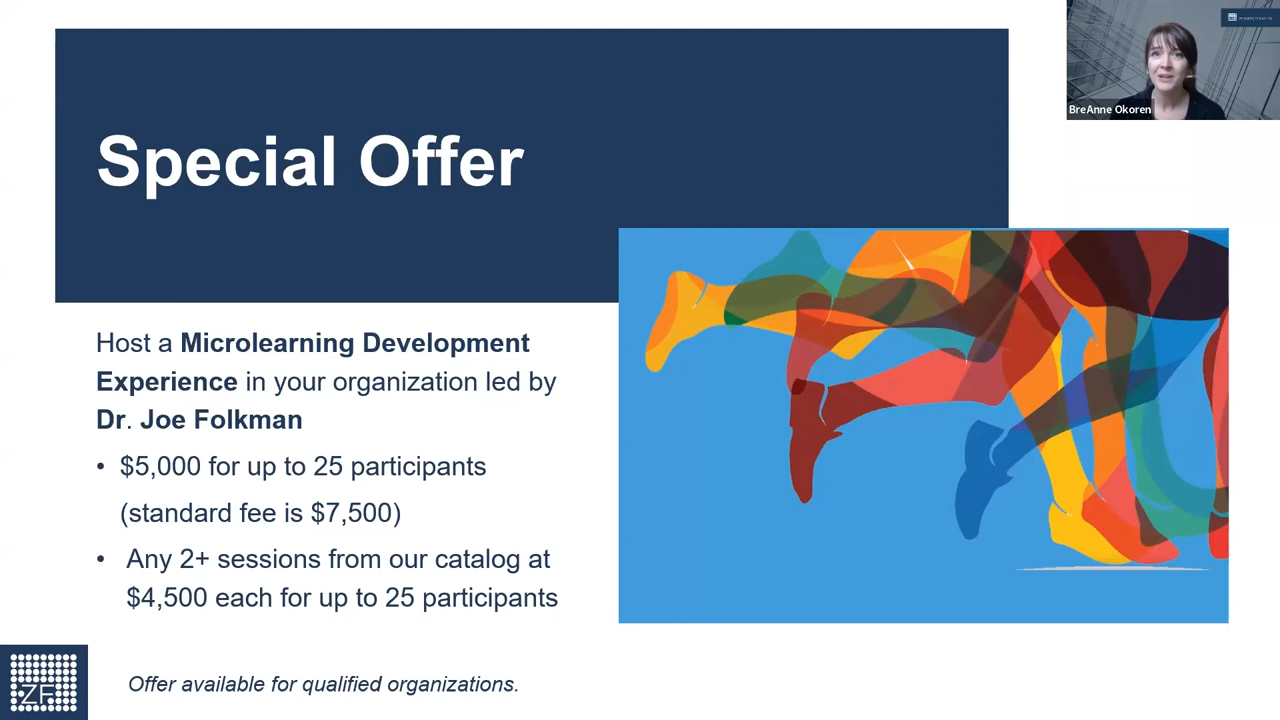 Special Offer
BreAnne Okoren
Host a Microlearning Development
Experience in your organization led by
Dr. Joe Folkman
• $5,000 for up to 25 participants
(standard fee is $7,500)
• Any 2+ sessions from our catalog at
$4,500 each for up to 25 participants
ZF
Offer available for qualified organizations.